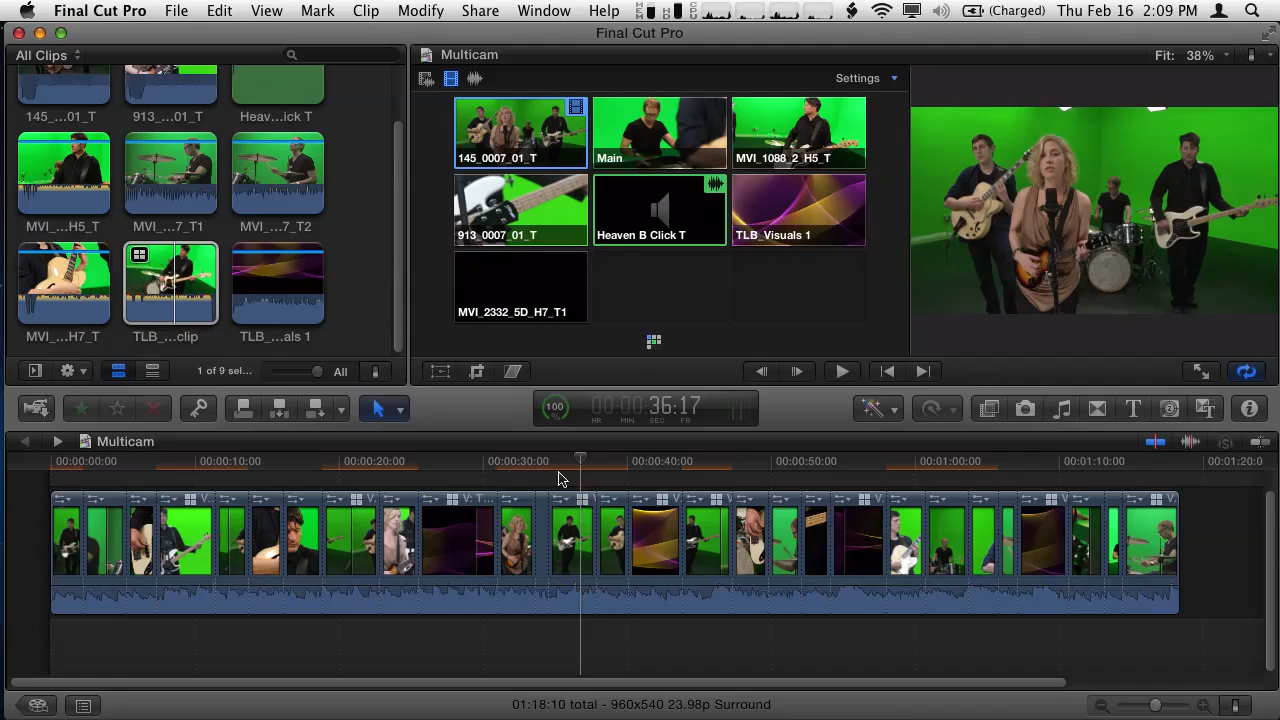 Final Cut Pro File Edit View Mark Clip Modify Share Window Help (Charged) Thu Feb 16 2:09 PM
Final Cut Pro
All Clips
Multicam Fit: 38%
Settings
145_...01_T 913_...01_T Heav...ick T
MVI_...H5_T MVI_...7_T1 MVI_...7_T2
MVI_...H7_T TLB_...clip TLB_...als 1
145_0007_01_T Main MVI_1088_2_H5_T
913_0007_01_T Heaven B Click T TLB_Visuals 1
MVI_2332_5D_H7_T1
1 of 9 sel... All
100 % 00:00:36:17
HR MIN SEC FR
Multicam
00:00:00:00 00:00:10:00 00:00:20:00 00:00:30:00 00:00:40:00 00:00:50:00 00:01:00:00 00:01:10:00 00:01:20:0
V... V. V: T... V V. V. V. V. V.
01:18:10 total - 960x540 23.98p Surround